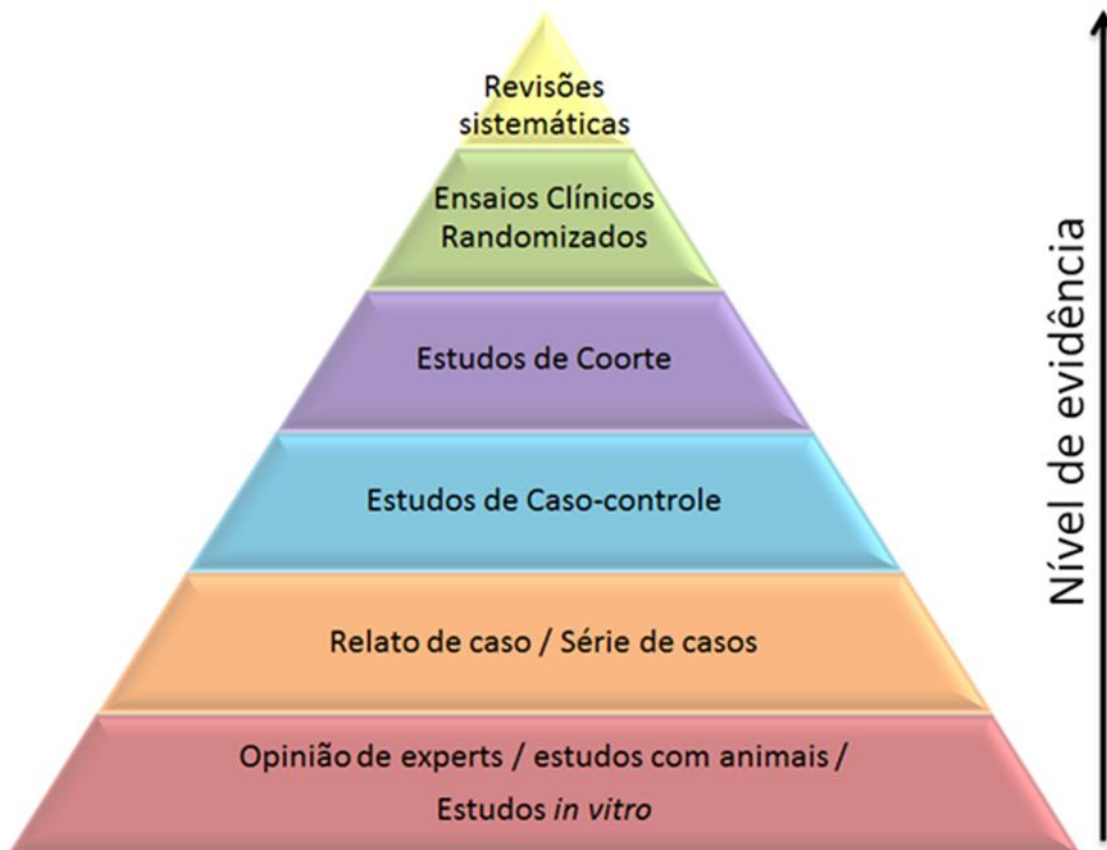 Revisões
sistemáticas
Ensaios Clínicos
Randomizados
Estudos de Coorte
Estudos de Caso-controle
Relato de caso / Série de casos
Opinião de experts / estudos com animais /
Estudos in vitro
Nível de evidência